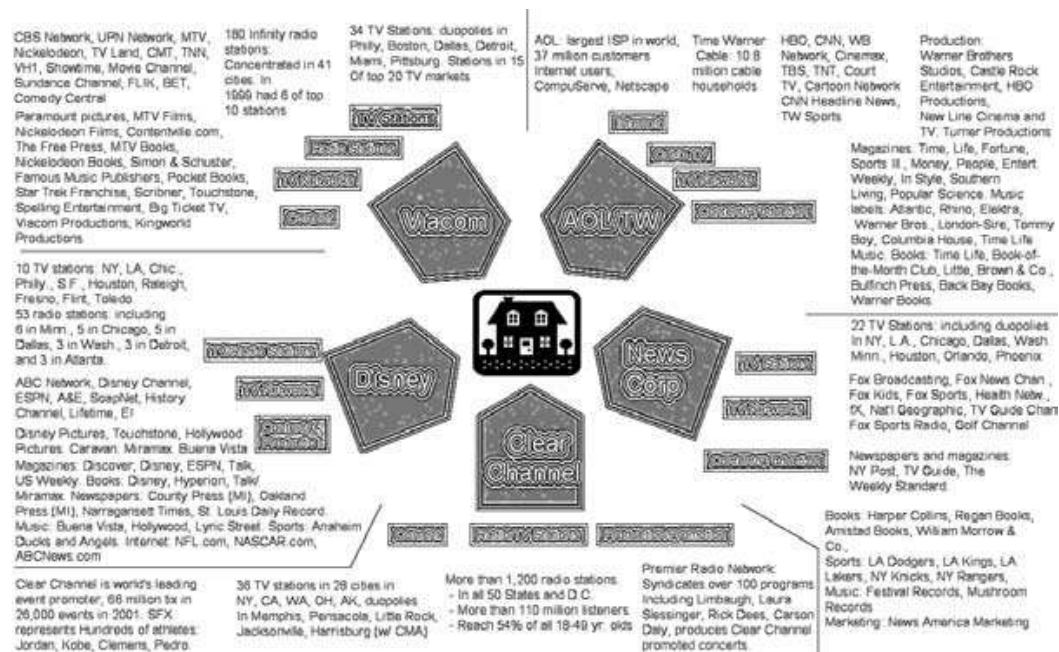 CBS Network, UPN Network, MTV,
Nickelodeon, TV Land, CMT, TNN,
VH1, Showtime, Movie Channel,
Sundance Channel, FLIK, BET,
Comedy Central
Paramount pictures, MTV Films,
Nickelodeon Films, Contentville.com,
The Free Press, MTV Books,
Nickelodeon Books, Simon & Schuster,
Famous Music Publishers, Pocket Books,
Star Trek Franchise, Scribner, Touchstone,
Spelling Entertainment, Big Ticket TV,
Viacom Productions, Kingworld
Productions
180 Infinity radio
stations:
Concentrated in 41
cities. In
1999 had 6 of top
10 stations
34 TV Stations: duopolies in
Philly, Boston, Dallas, Detroit,
Miami, Pittsburg. Stations in 15
Of top 20 TV markets
TV Stations
Viacom
AOL: largest ISP in world,
37 million customers
Internet users,
CompuServe, Netscape
Time Warner
Cable: 10.8
million cable
households
HBO, CNN, WB
Network, Cinemax,
TBS, TNT, Court
TV, Cartoon Network
CNN Headline News,
TW Sports
Production:
Warner Brothers
Studios, Castle Rock
Entertainment, HBO
Productions,
New Line Cinema and
TV. Turner Productions
Magazines: Time, Life, Fortune,
Sports Ill., Money, People, Entert.
Weekly, In Style, Southern
Living, Popular Science. Music
labels: Atlantic, Rhino, Elektra,
Warner Bros., London-Sire, Tommy
Boy, Columbia House, Time Life
Music. Books: Time Life, Book-of-
the-Month Club, Little, Brown & Co.,
Bulfinch Press, Back Bay Books,
Warner Books
AOL/TW
10 TV stations: NY, LA, Chic.,
Philly., S.F., Houston, Raleigh,
Fresno, Flint, Toledo
53 radio stations: including
6 in Minn., 5 in Chicago, 5 in
Dallas, 3 in Wash., 3 in Detroit,
and 3 in Atlanta.
ABC Network, Disney Channel,
ESPN, A&E, SoapNet, History
Channel, Lifetime, E!
Disney Pictures, Touchstone, Hollywood
Pictures. Caravan. Miramax. Buena Vista
Magazines: Discover, Disney, ESPN, Talk,
US Weekly. Books: Disney, Hyperion, Talk/
Miramax. Newspapers: County Press (MI), Oakland
Press (MI), Narragansett Times, St. Louis Daily Record.
Music: Buena Vista, Hollywood, Lyric Street. Sports: Anaheim
Ducks and Angels. Internet: NFL.com, NASCAR.com,
ABCNews.com
Disney
News
Corp
22 TV Stations: including duopolies
In NY, L.A., Chicago, Dallas, Wash.
Minn., Houston, Orlando, Phoenix
Fox Broadcasting, Fox News Chan.,
Fox Kids, Fox Sports, Health Netw.,
fX, Nat'l Geographic, TV Guide Chan
Fox Sports Radio, Golf Channel
Newspapers and magazines:
NY Post, TV Guide, The
Weekly Standard
Books: Harper Collins, Regan Books,
Amistad Books, William Morrow &
Co.,
Sports: LA Dodgers, LA Kings, LA
Lakers, NY Knicks, NY Rangers,
Music: Festival Records, Mushroom
Records
Marketing: News America Marketing
Clear
Channel
Clear Channel is world's leading
event promoter, 66 million tix in
26,000 events in 2001. SFX
represents Hundreds of athletes:
Jordan, Kobe, Clemens, Pedro.
36 TV stations in 28 cities in
NY, CA, WA, OH, AK, duopolies
In Memphis, Pensacola, Little Rock,
Jacksonville, Harrisburg (w/ CMA)
More than 1,200 radio stations
- In all 50 States and D.C.
- More than 110 million listeners
- Reach 54% of all 18-49 yr. olds
Premier Radio Network:
Syndicates over 100 programs
Including Limbaugh, Laura
Slessinger, Rick Dees, Carson
Daly, produces Clear Channel
promoted concerts